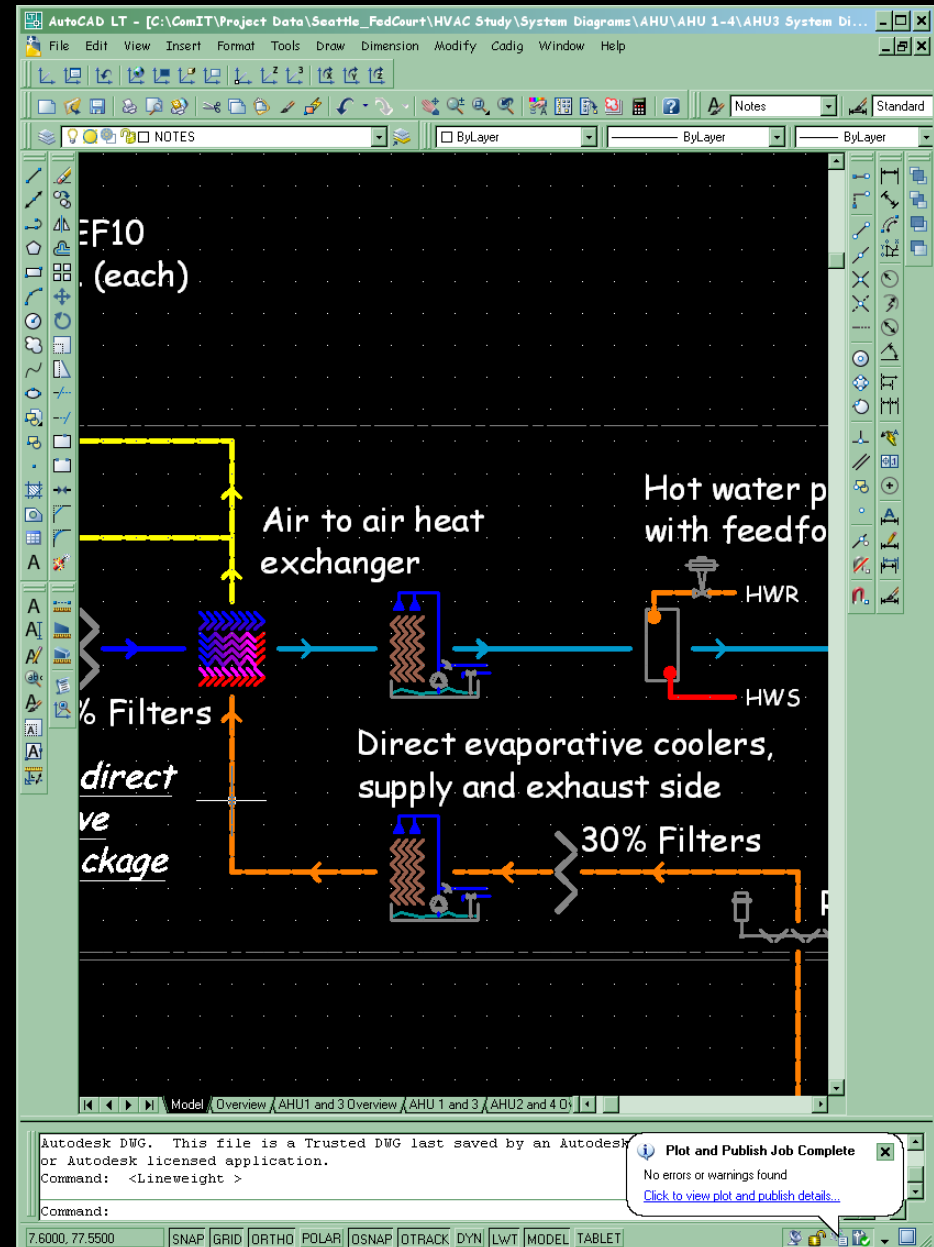 AutoCAD LT - [C:\ComIT\Project Data\Seattle_FedCourt\HVAC Study\System Diagrams\AHU\AHU 1-4\AHU3 System Di...
File Edit View Insert Format Tools Draw Dimension Modify Cadig Window Help
Notes Standard
NOTES ByLayer ByLayer ByLayer
EF10
. (each)
Hot water p
with feedfo
Air to air heat
exchanger
HWR
HWS
% Filters
Direct evaporative coolers,
supply and exhaust side
direct
ve
ckage
30% Filters
Model Overview AHU1 and 3 Overview AHU 1 and 3 AHU2 and 4 O
Autodesk DWG. This file is a Trusted DWG last saved by an Autodesk
or Autodesk licensed application.
Command: <Lineweight >
Command:
Plot and Publish Job Complete
No errors or warnings found
Click to view plot and publish details...
7.6000, 77.5500 SNAP GRID ORTHO POLAR OSNAP OTRACK DYN LWT MODEL TABLET